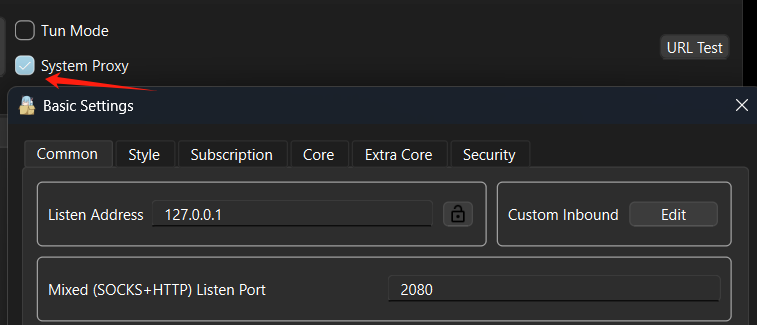 Tun Mode
URL Test
System Proxy
Basic Settings
Common Style Subscription Core Extra Core Security
Listen Address 127.0.0.1 Custom Inbound Edit
Mixed (SOCKS+HTTP) Listen Port 2080